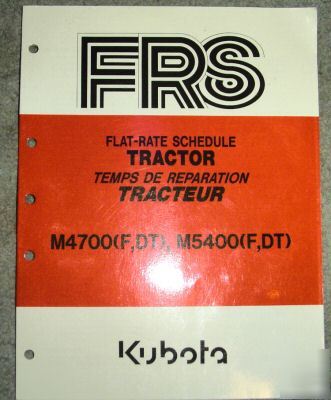 FRS
FLAT-RATE SCHEDULE
TRACTOR
TEMPS DE REPARATION
TRACTEUR
M4700(F,DT), M5400(F,DT)
Kubota